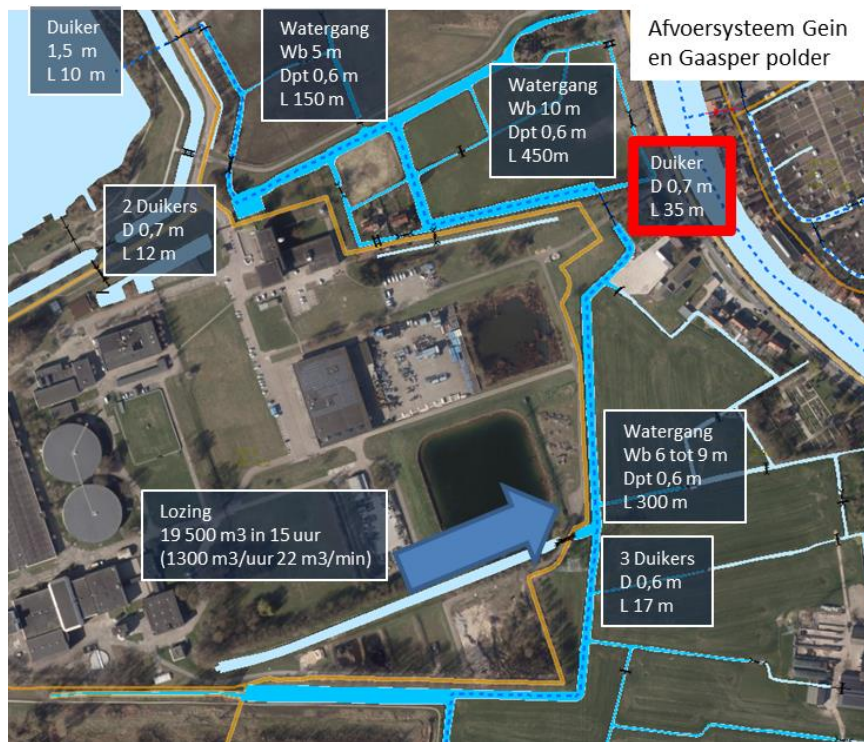 Duiker
1,5 m
L 10 m
Watergang
Wb 5 m
Dpt 0,6 m
L 150 m
Watergang
Wb 10 m
Dpt 0,6 m
L 450m
Afvoersysteem Gein
en Gaasper polder
Duiker
D 0,7 m
L 35 m
2 Duikers
D 0,7 m
L 12 m
Watergang
Wb 6 tot 9 m
Dpt 0,6 m
L 300 m
Lozing
19 500 m3 in 15 uur
(1300 m3/uur 22 m3/min)
3 Duikers
D 0,6 m
L 17 m